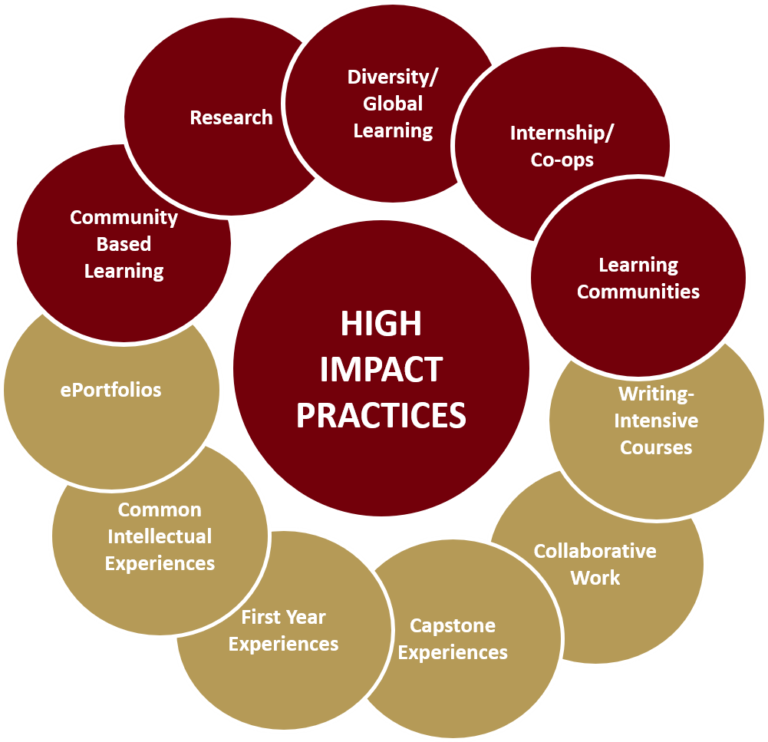 Diversity/
Global
Learning
Internship/
Co-ops
Learning
Communities
Writing-
Intensive
Courses
Collaborative
Work
Capstone
Experiences
First Year
Experiences
Common
Intellectual
Experiences
ePortfolios
Community
Based
Learning
Research
HIGH
IMPACT
PRACTICES